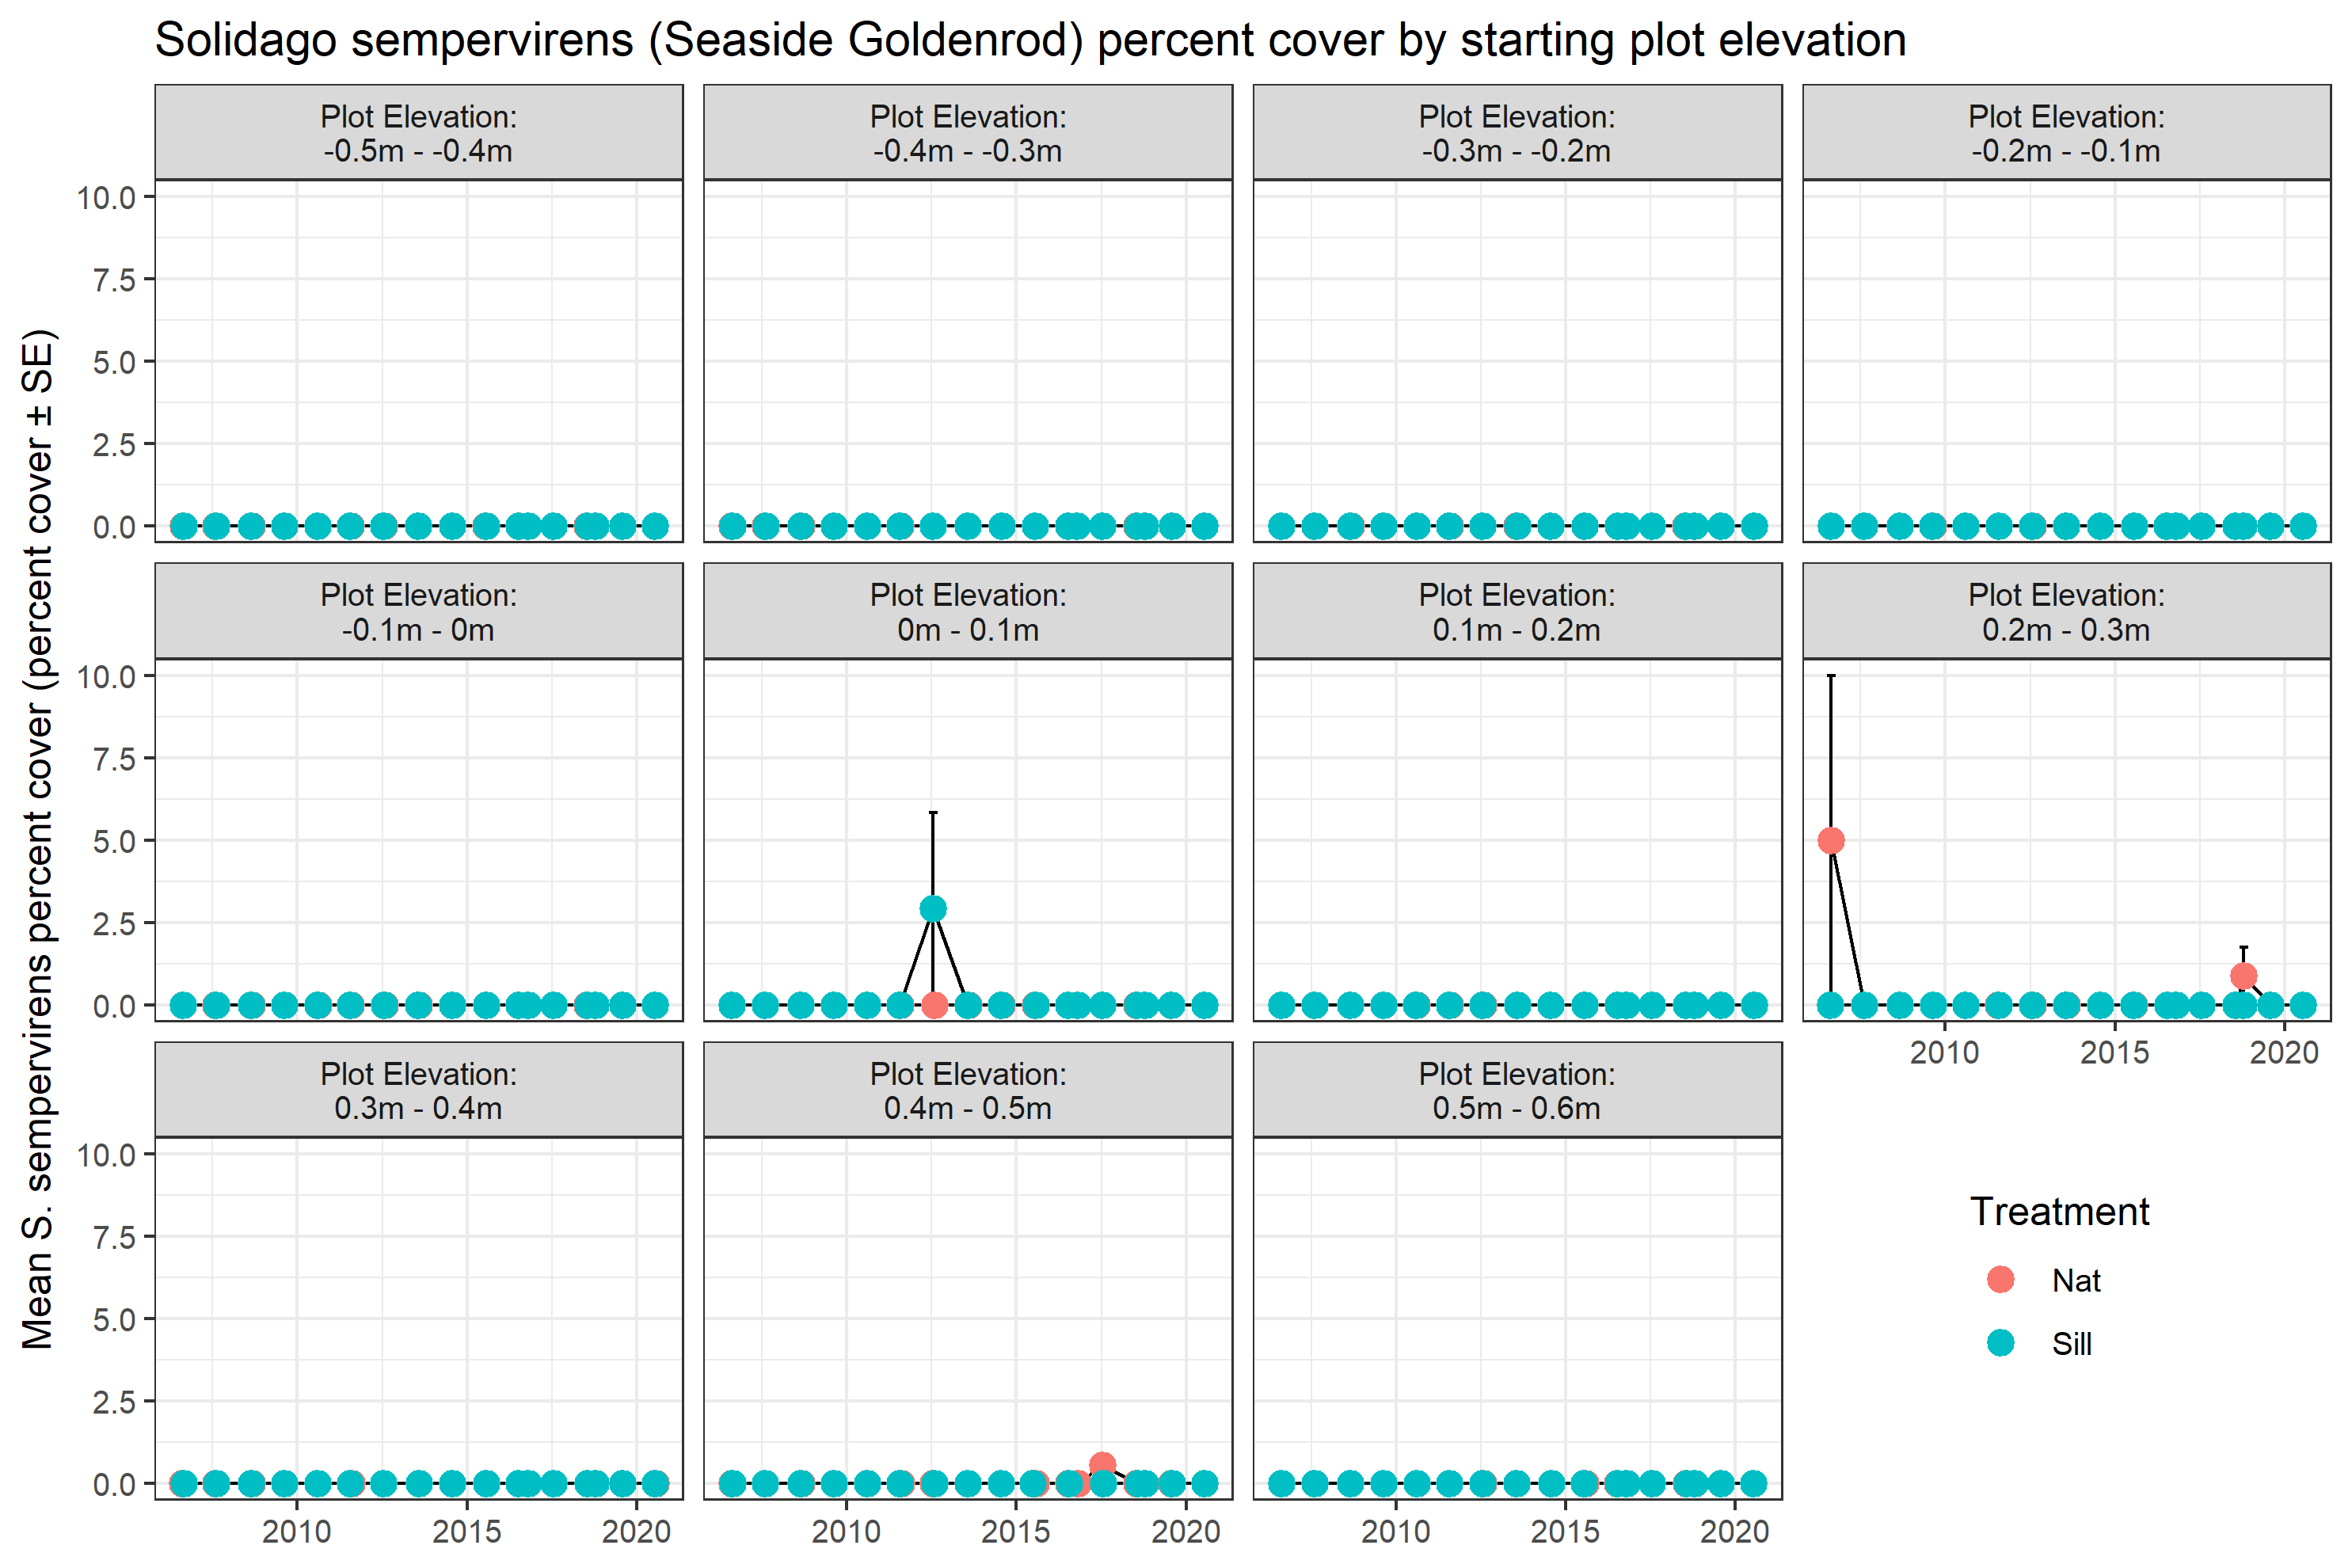 Solidago sempervirens (Seaside Goldenrod) percent cover by starting plot elevation
Mean S. sempervirens percent cover (percent cover ± SE)
Plot Elevation:
-0.5m - -0.4m
Plot Elevation:
-0.4m - -0.3m
Plot Elevation:
-0.3m - -0.2m
Plot Elevation:
-0.2m - -0.1m
10.0
7.5
5.0
2.5
0.0
Plot Elevation:
-0.1m - 0m
Plot Elevation:
0m - 0.1m
Plot Elevation:
0.1m - 0.2m
Plot Elevation:
0.2m - 0.3m
10.0
7.5
5.0
2.5
0.0
2010 2015 2020
Plot Elevation:
0.3m - 0.4m
Plot Elevation:
0.4m - 0.5m
Plot Elevation:
0.5m - 0.6m
10.0
7.5
5.0
2.5
0.0
2010 2015 2020
2010 2015 2020
2010 2015 2020
Treatment
Nat
Sill